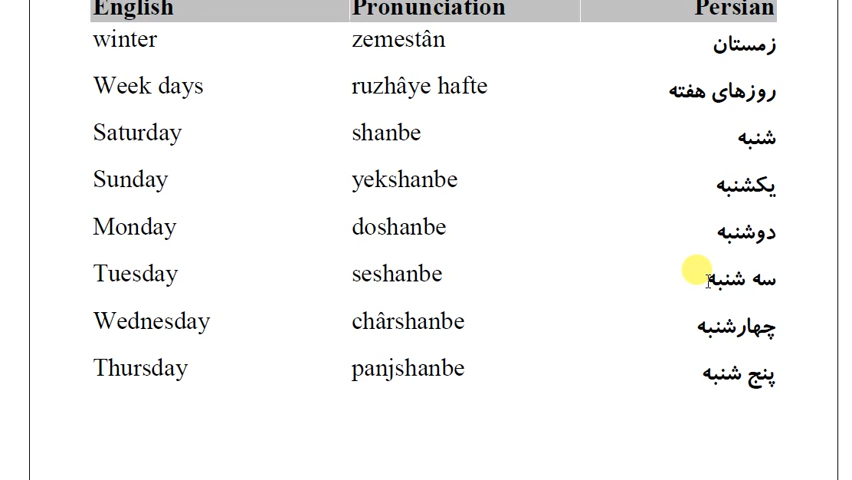 English Pronunciation Persian
winter zemestân زمستان
Week days ruzhâye hafte روزهای هفته
Saturday shanbe شنبه
Sunday yekshanbe یکشنبه
Monday doshanbe دوشنبه
Tuesday seshanbe سه شنبه
Wednesday chârshanbe چهارشنبه
Thursday panjshanbe پنج شنبه